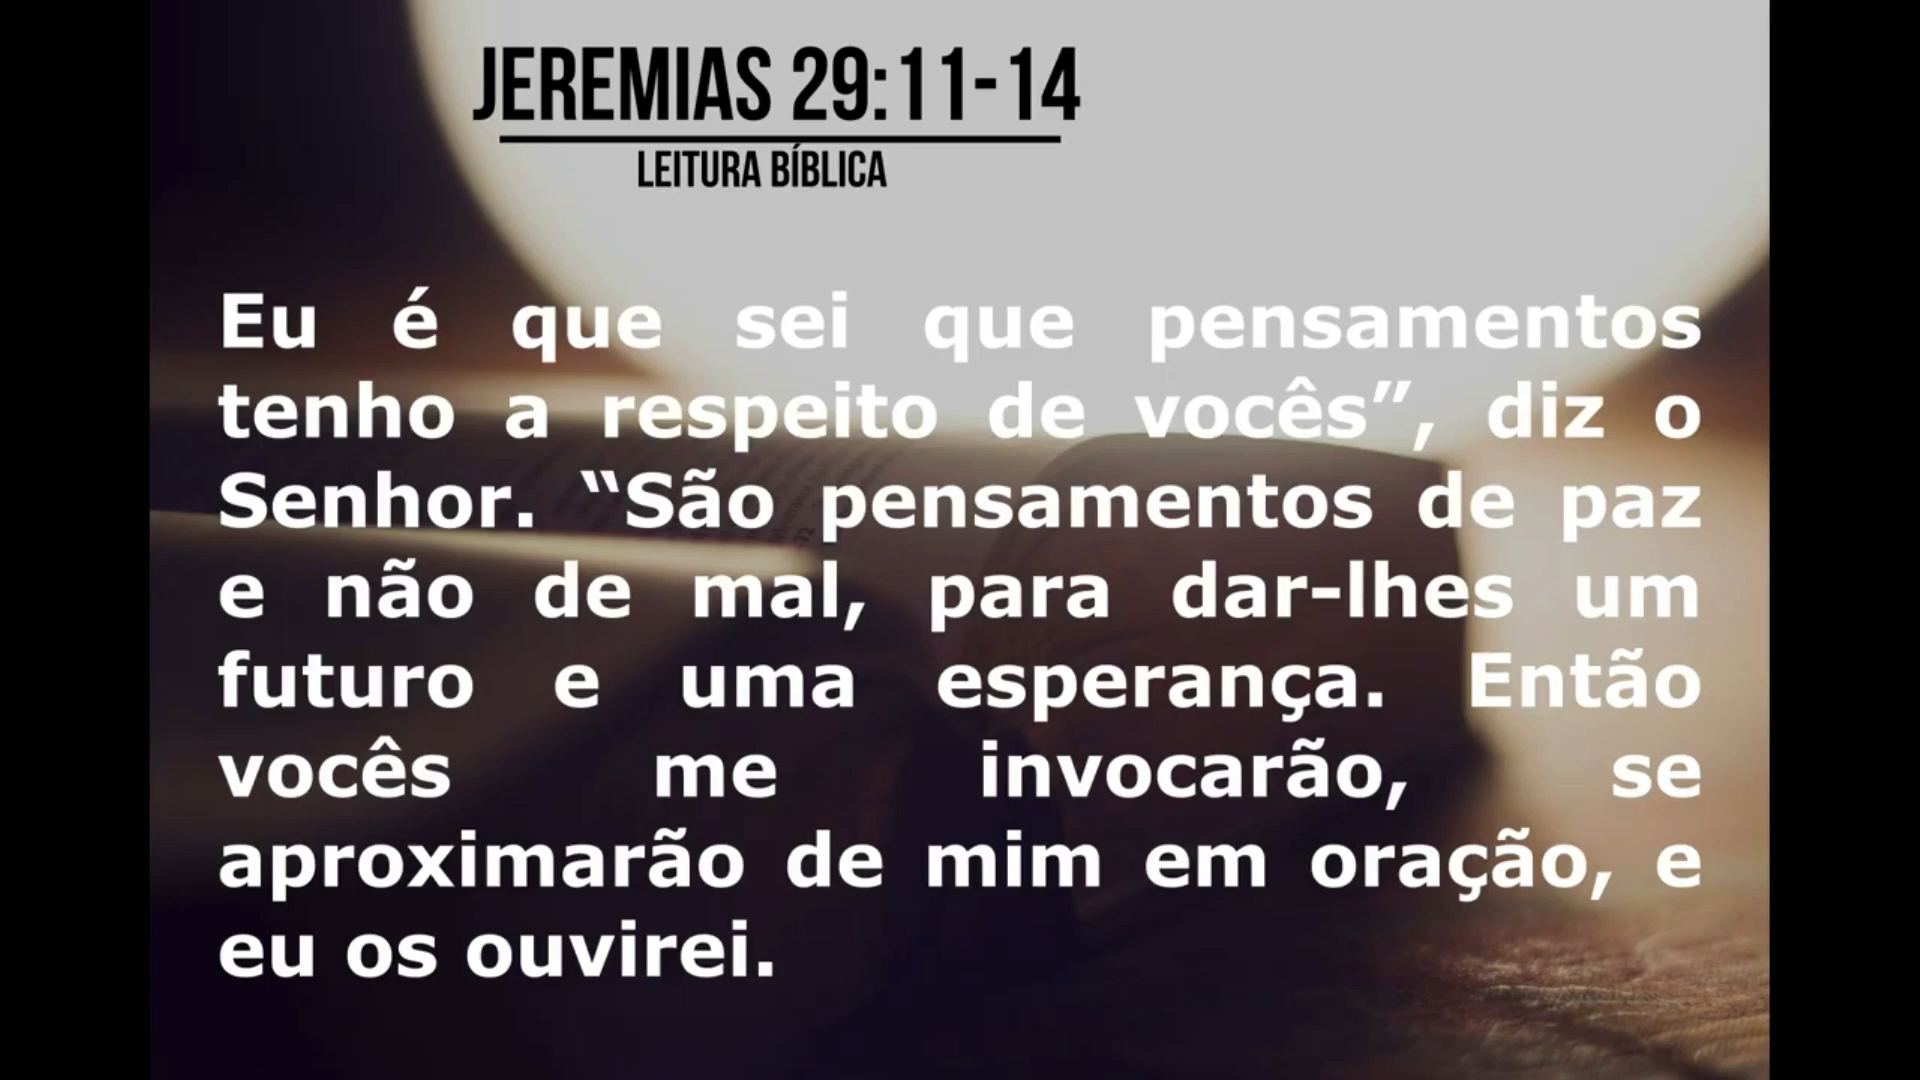 JEREMIAS 29:11-14
LEITURA BÍBLICA
Eu é que sei que pensamentos
tenho a respeito de vocês”, diz o
Senhor. “São pensamentos de paz
e não de mal, para dar-lhes um
futuro e uma esperança. Então
vocês me invocarão, se
aproximarão de mim em oração, e
eu os ouvirei.